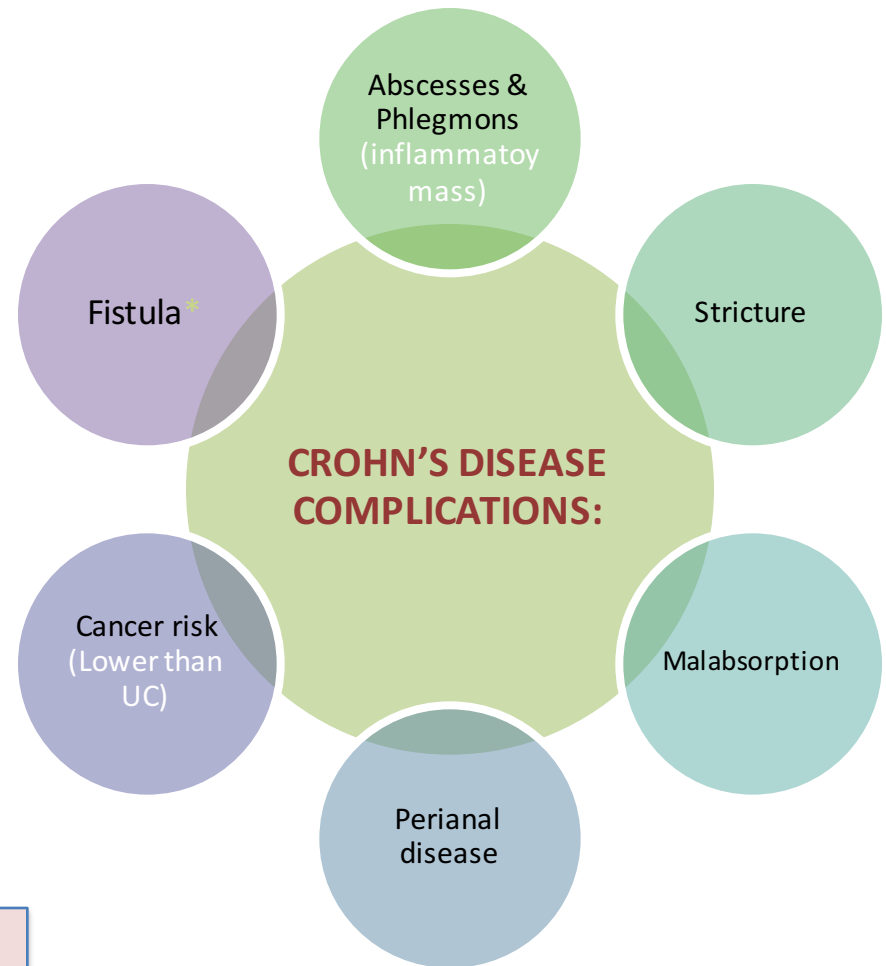 Abscesses &
Phlegmons
(inflammatoy
mass)
Fistula*
Stricture
CROHN'S DISEASE
COMPLICATIONS:
Cancer risk
(Lower than
UC)
Malabsorption
Perianal
disease